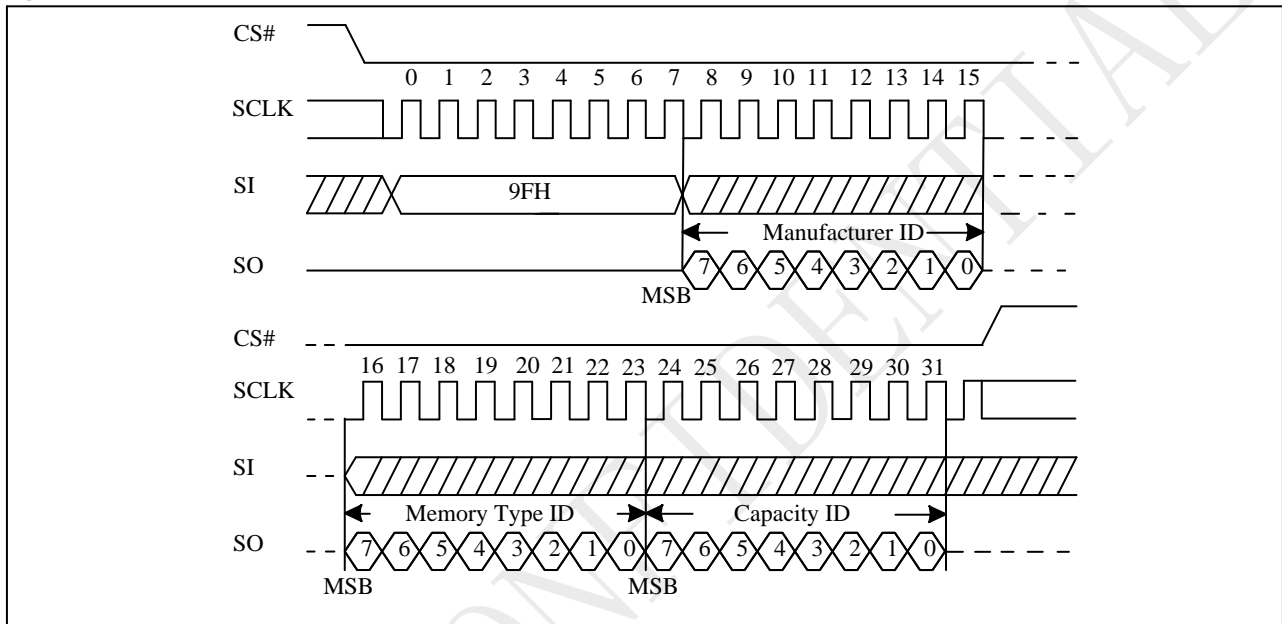 CS#
0 1 2 3 4 5 6 7 8 9 10 11 12 13 14 15
SCLK
SI
9FH
Manufacturer ID
SO
7 6 5 4 3 2 1 0
MSB
CS#
16 17 18 19 20 21 22 23 24 25 26 27 28 29 30 31
SCLK
SI
Memory Type ID Capacity ID
SO
7 6 5 4 3 2 1 0 7 6 5 4 3 2 1 0
MSB MSB
ONFIDENTIAL